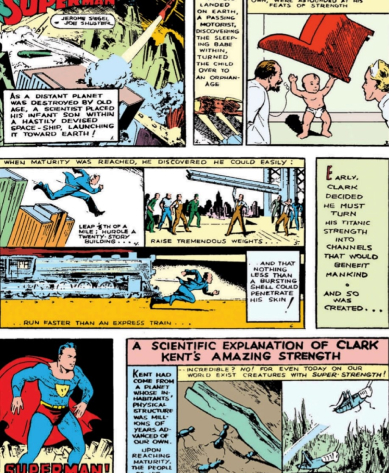 SUPERMAN
JEROME SIEGEL
JOE SHUSTER
AS A DISTANT PLANET
WAS DESTROYED BY OLD
AGE, A SCIENTIST PLACED
HIS INFANT SON WITHIN
A HASTILY DEVISED
SPACE-SHIP, LAUNCHING
IT TOWARD EARTH!
LANDED
ON EARTH,
A PASSING
MOTORIST,
DISCOVERING
THE SLEEP-
ING BABE
WITHIN,
TURNED
THE CHILD
OVER TO
AN ORPHAN-
AGE
WERE ASTOUNDED AT HIS
FEATS OF STRENGTH
WHEN MATURITY WAS REACHED, HE DISCOVERED HE COULD EASILY:
LEAP 1/8TH OF A
MILE; HURDLE A
TWENTY-STORY
BUILDING...
RAISE TREMENDOUS WEIGHTS...
...RUN FASTER THAN AN EXPRESS TRAIN...
...AND THAT
NOTHING
LESS THAN
A BURSTING
SHELL COULD
PENETRATE
HIS SKIN!
EARLY,
CLARK
DECIDED
HE MUST
TURN
HIS TITANIC
STRENGTH
INTO
CHANNELS
THAT WOULD
BENEFIT
MANKIND
AND SO
WAS
CREATED...
SUPERMAN!
A SCIENTIFIC EXPLANATION OF CLARK
KENT'S AMAZING STRENGTH
KENT HAD
COME FROM
A PLANET
WHOSE IN-
HABITANTS'
PHYSICAL
STRUCTURE
WAS MILL-
IONS OF
YEARS AD-
VANCED OF
OUR OWN.
UPON
REACHING
MATURITY,
THE PEOPLE
...INCREDIBLE? NO! FOR EVEN TODAY ON OUR
WORLD EXIST CREATURES WITH SUPER-STRENGTH!